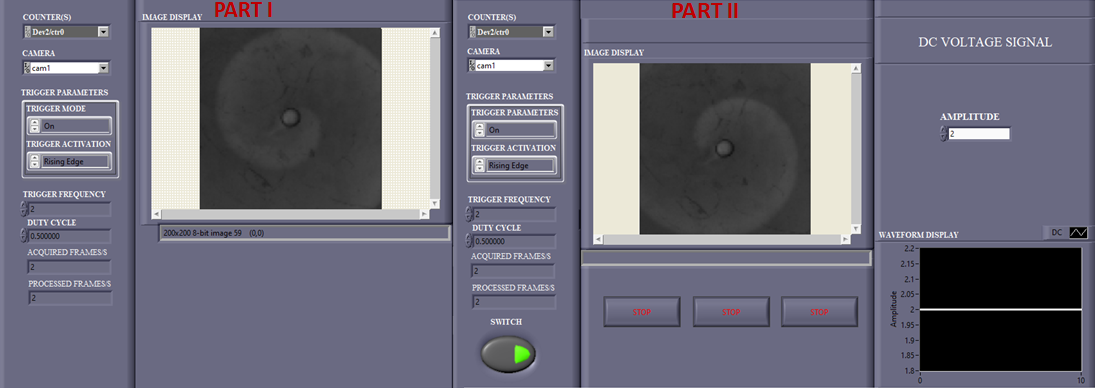 PART I
COUNTER(S)
Dev2/ctr0
CAMERA
cam1
TRIGGER PARAMETERS
TRIGGER MODE
On
TRIGGER ACTIVATION
Rising Edge
TRIGGER FREQUENCY
2
DUTY CYCLE
0.500000
ACQUIRED FRAMES/S
2
PROCESSED FRAMES/S
2
IMAGE DISPLAY
200x200 8-bit image 59 (0,0)
PART II
COUNTER(S)
Dev2/ctr0
CAMERA
cam1
TRIGGER PARAMETERS
TRIGGER PARAMETERS
On
TRIGGER ACTIVATION
Rising Edge
TRIGGER FREQUENCY
2
DUTY CYCLE
0.500000
ACQUIRED FRAMES/S
2
PROCESSED FRAMES/S
2
SWITCH
IMAGE DISPLAY
STOP STOP STOP
DC VOLTAGE SIGNAL
AMPLITUDE
2
WAVEFORM DISPLAY
DC
Amplitude
2.2
2.15
2.1
2.05
2
1.95
1.9
1.85
1.8
0 10